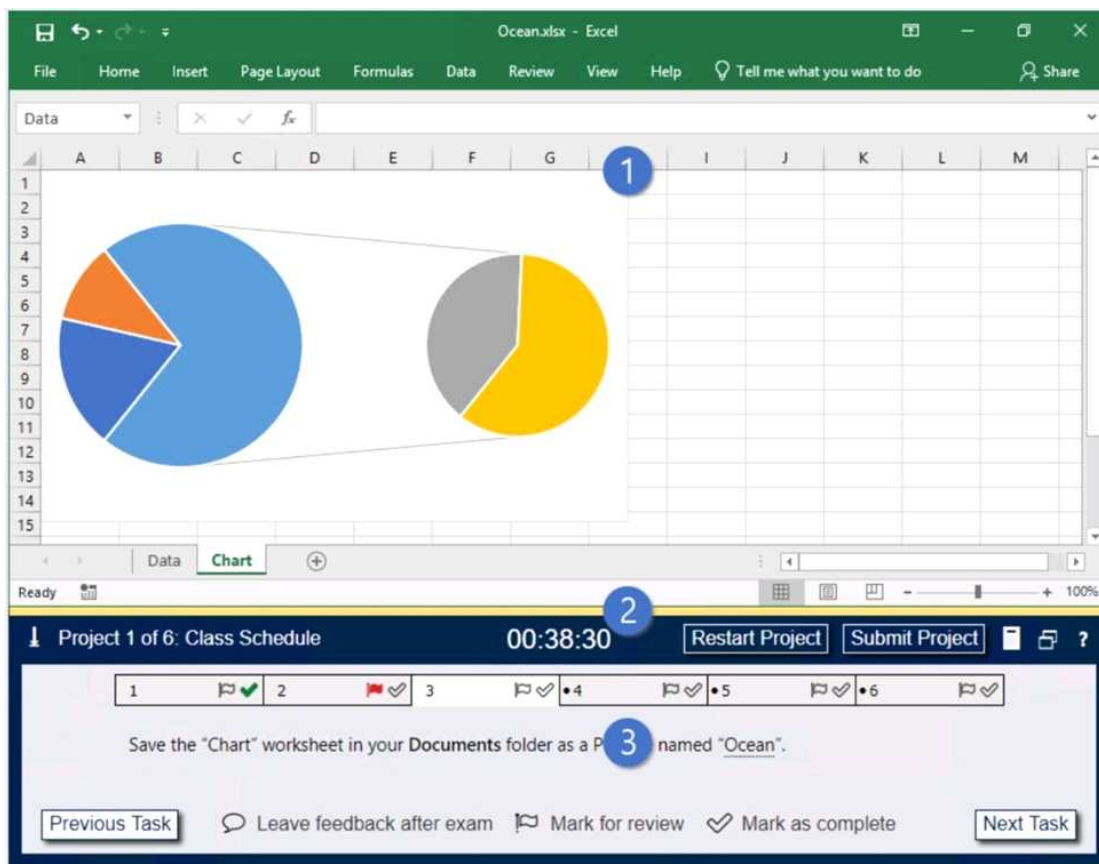 Ocean.xlsx - Excel
File Home Insert Page Layout Formulas Data Review View Help Tell me what you want to do Share
Data fx
A B C D E F G I J K L M
1
1
2
3
4
5
6
7
8
9
10
11
12
13
14
15
Data Chart
Ready 100%
2
Project 1 of 6: Class Schedule 00:38:30 Restart Project Submit Project ?
1 2 3 •4 •5 •6
Save the "Chart" worksheet in your Documents folder as a P 3 named "Ocean".
Previous Task Leave feedback after exam Mark for review Mark as complete Next Task